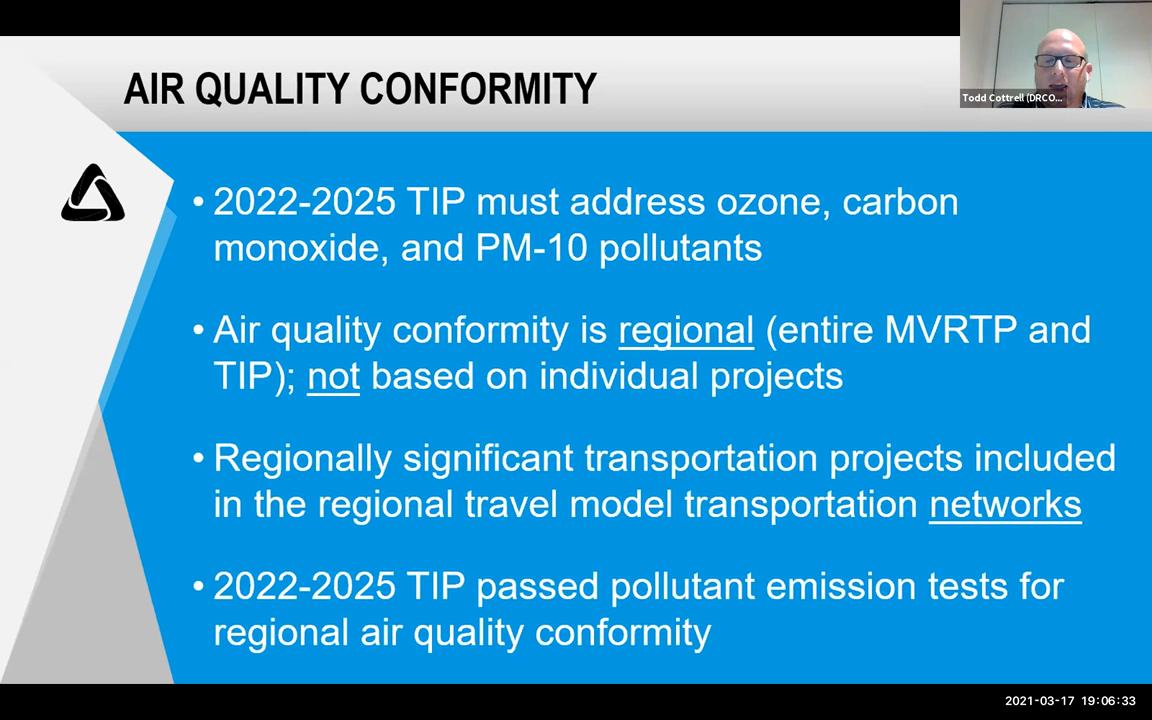 AIR QUALITY CONFORMITY
Todd Cottrell (DRCO...
• 2022-2025 TIP must address ozone, carbon
monoxide, and PM-10 pollutants
• Air quality conformity is regional (entire MVRTP and
TIP); not based on individual projects
• Regionally significant transportation projects included
in the regional travel model transportation networks
• 2022-2025 TIP passed pollutant emission tests for
regional air quality conformity
2021-03-17 19:06:33